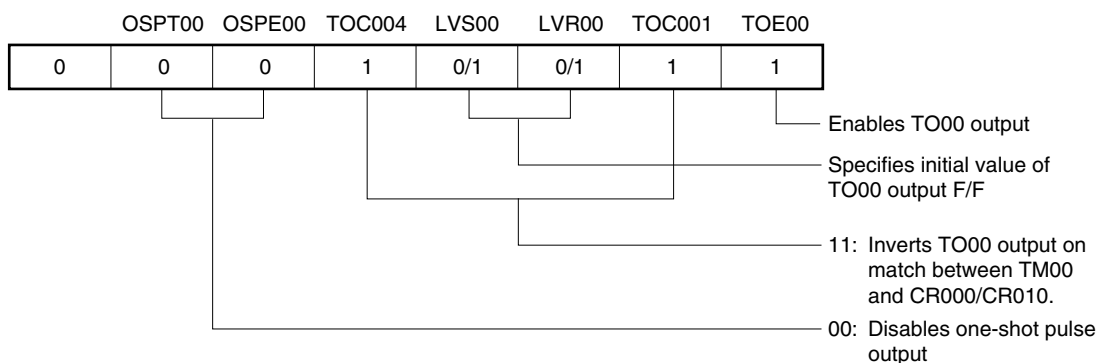 OSPT00 OSPE00 TOC004 LVS00 LVR00 TOC001 TOE00
0 0 0 1 0/1 0/1 1 1
Enables TO00 output
Specifies initial value of
TO00 output F/F
11: Inverts TO00 output on
match between TM00
and CR000/CR010.
00: Disables one-shot pulse
output